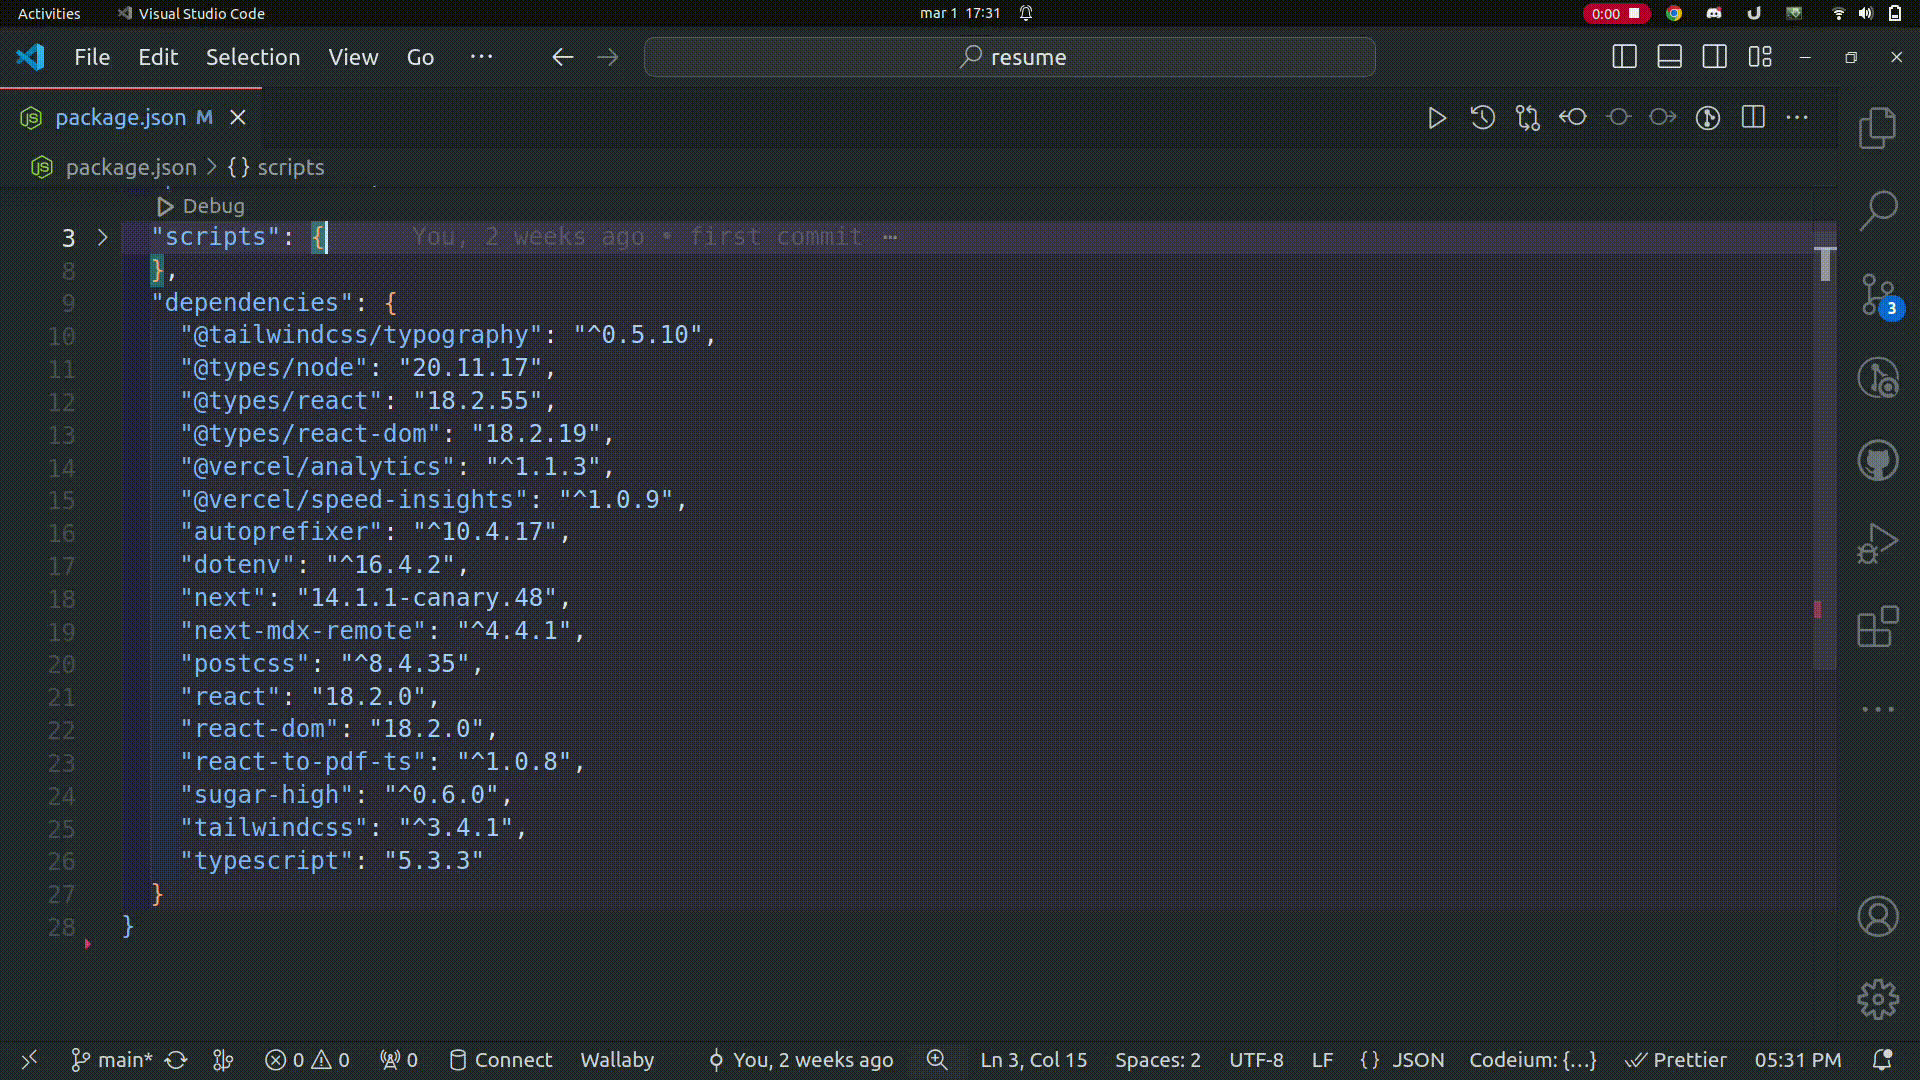 Activities Visual Studio Code mar 1 17:31 0:00
File Edit Selection View Go ··· resume
package.json M
package.json > {} scripts
Debug
3 "scripts": { You, 2 weeks ago • first commit ⋯
8 },
9 "dependencies": {
10 "@tailwindcss/typography": "^0.5.10",
11 "@types/node": "20.11.17",
12 "@types/react": "18.2.55",
13 "@types/react-dom": "18.2.19",
14 "@vercel/analytics": "^1.1.3",
15 "@vercel/speed-insights": "^1.0.9",
16 "autoprefixer": "^10.4.17",
17 "dotenv": "^16.4.2",
18 "next": "14.1.1-canary.48",
19 "next-mdx-remote": "^4.4.1",
20 "postcss": "^8.4.35",
21 "react": "18.2.0",
22 "react-dom": "18.2.0",
23 "react-to-pdf-ts": "^1.0.8",
24 "sugar-high": "^0.6.0",
25 "tailwindcss": "^3.4.1",
26 "typescript": "5.3.3"
27 }
28 }
3
main* 0 0 0 Connect Wallaby You, 2 weeks ago Ln 3, Col 15 Spaces: 2 UTF-8 LF {} JSON Codeium: {...} Prettier 05:31 PM